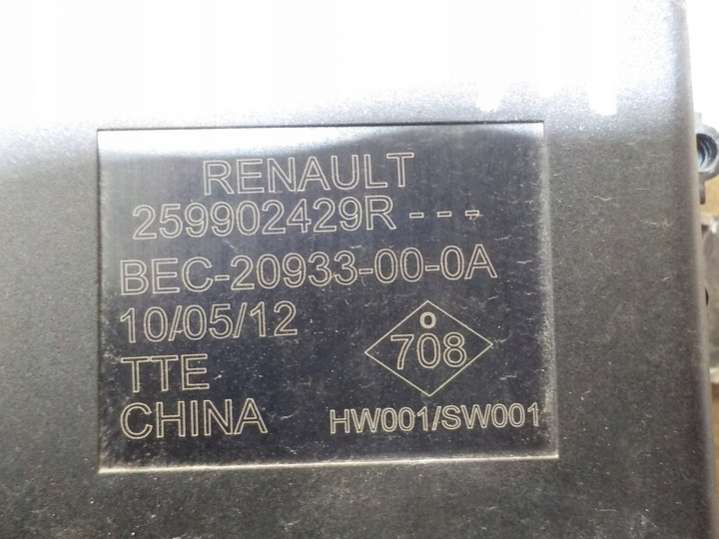 RENAULT
259902429R - - -
BEC-20933-00-0A
10/05/12
TTE
CHINA
O
708
HW001/SW001